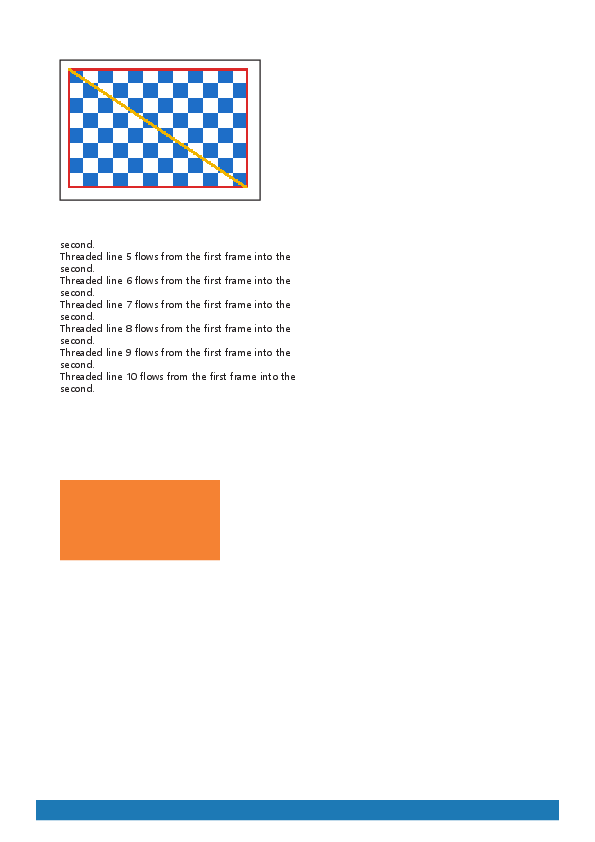 second.
Threaded line 5 flows from the first frame into the
second.
Threaded line 6 flows from the first frame into the
second.
Threaded line 7 flows from the first frame into the
second.
Threaded line 8 flows from the first frame into the
second.
Threaded line 9 flows from the first frame into the
second.
Threaded line 10 flows from the first frame into the
second.